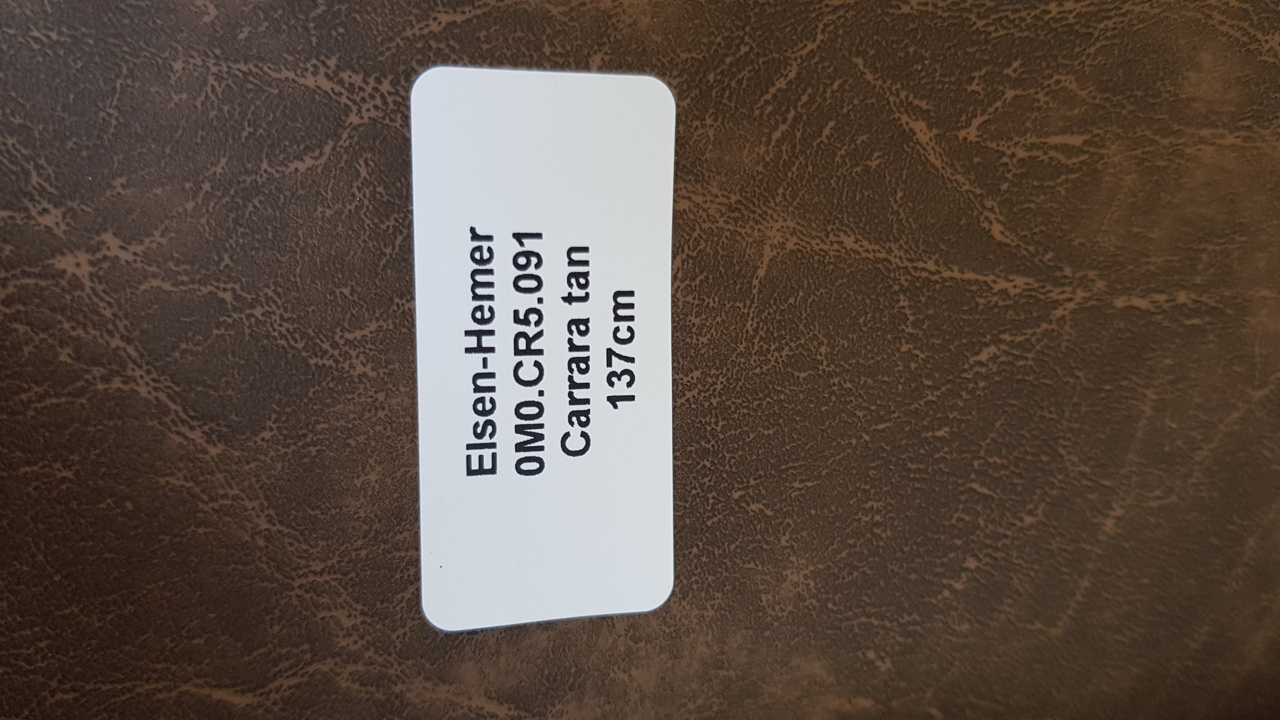 Elsen-Hemer
0M0.CR5.091
Carrara tan
137cm